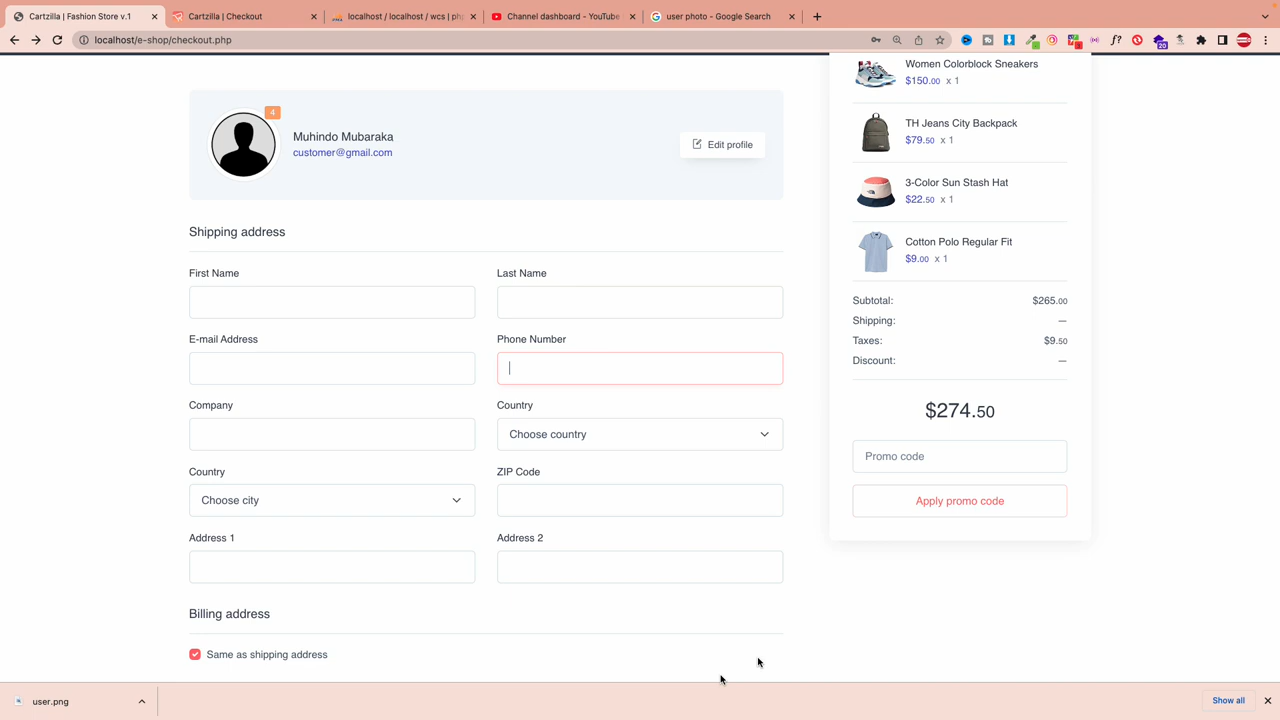 Cartzilla | Fashion Store v.1
Cartzilla | Checkout
localhost / localhost / wcs | ph
Channel dashboard - YouTube
user photo - Google Search
localhost/e-shop/checkout.php
f?
20
4
Muhindo Mubaraka
customer@gmail.com
Edit profile
Shipping address
First Name
Last Name
E-mail Address
Phone Number
Company
Country
Choose country
Country
Choose city
ZIP Code
Address 1
Address 2
Billing address
Same as shipping address
Women Colorblock Sneakers
$150.00 x 1
TH Jeans City Backpack
$79.50 x 1
3-Color Sun Stash Hat
$22.50 x 1
Cotton Polo Regular Fit
$9.00 x 1
Subtotal: $265.00
Shipping: —
Taxes: $9.50
Discount: —
$274.50
Promo code
Apply promo code
user.png
Show all